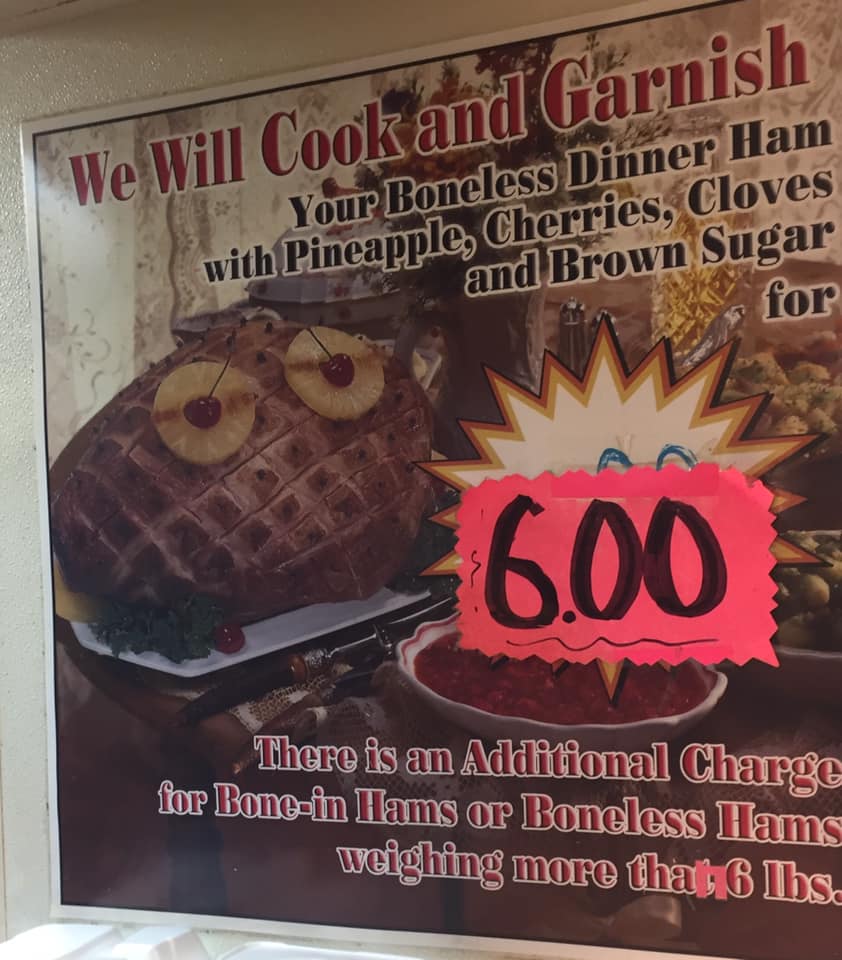 We Will Cook and Garnish
Your Boneless Dinner Ham
with Pineapple, Cherries, Cloves
and Brown Sugar
for
6.00
There is an Additional Charge
for Bone-in Hams or Boneless Hams
weighing more than 6 lbs.